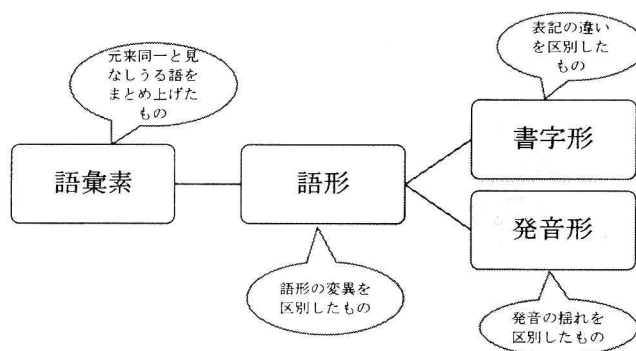 元来同一と見
なしうる語を
まとめ上げた
もの
表記の違い
を区別した
もの
語彙素
語形
書字形
発音形
語形の変異を
区別したもの
発音の揺れを
区別したもの